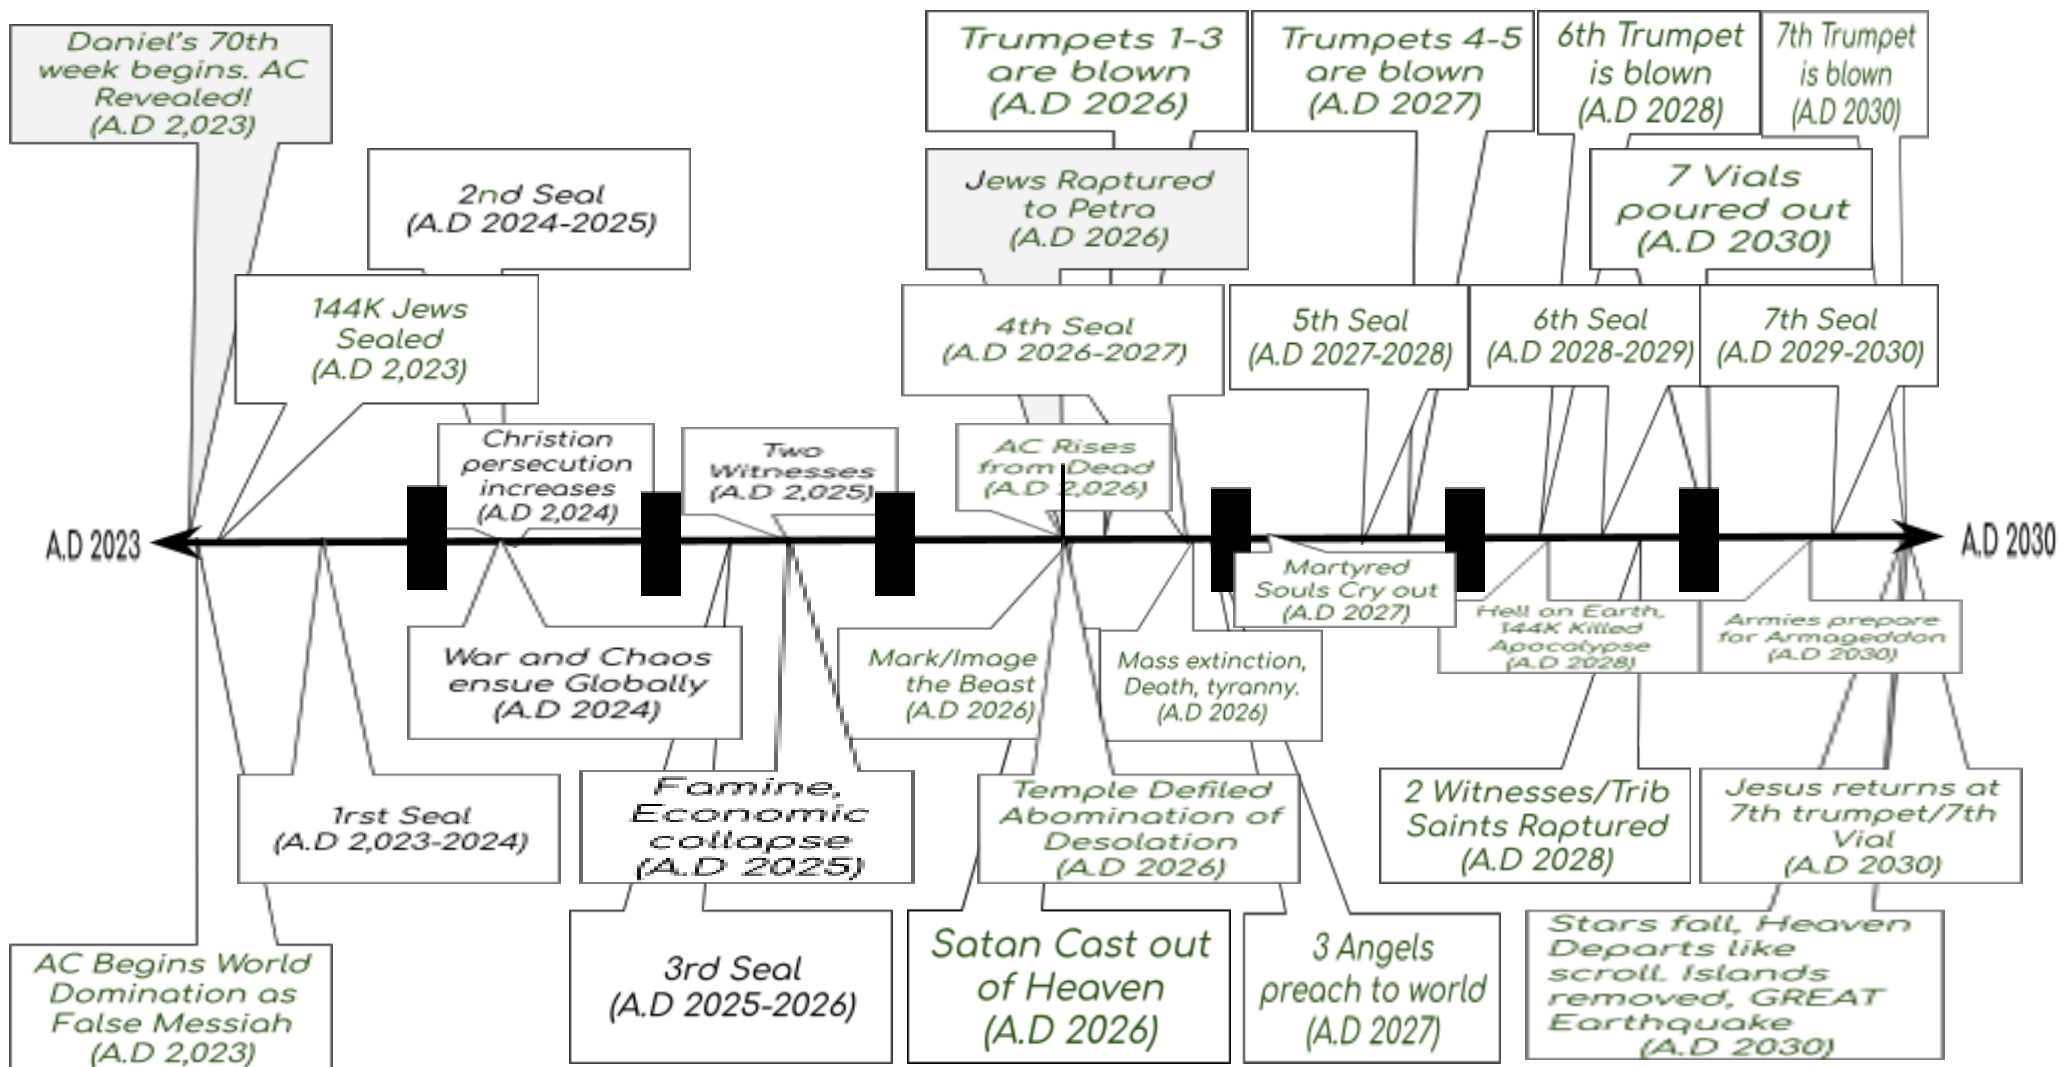 Daniel's 70th
week begins. AC
Revealed!
(A.D 2,023)
Trumpets 1-3
are blown
(A.D 2026)
Trumpets 4-5
are blown
(A.D 2027)
6th Trumpet
is blown
(A.D 2028)
7th Trumpet
is blown
(A.D 2030)
2nd Seal
(A.D 2024-2025)
Jews Raptured
to Petra
(A.D 2026)
7 Vials
poured out
(A.D 2030)
144K Jews
Sealed
(A.D 2,023)
4th Seal
(A.D 2026-2027)
5th Seal
(A.D 2027-2028)
6th Seal
(A.D 2028-2029)
7th Seal
(A.D 2029-2030)
Christian
persecution
increases
(A.D 2,024)
Two
Witnesses
(A.D 2,025)
AC Rises
from Dead
(A.D 2,026)
A.D 2023
A.D 2030
Martyred
Souls Cry out
(A.D 2027)
Hell on Earth,
144K Killed
Apocalypse
(A.D 2028)
Armies prepare
for Armageddon
(A.D 2030)
War and Chaos
ensue Globally
(A.D 2024)
Mark/Image
the Beast
(A.D 2026)
Mass extinction,
Death, tyranny.
(A.D 2026)
1rst Seal
(A.D 2,023-2024)
Famine,
Economic
collapse
(A.D 2025)
Temple Defiled
Abomination of
Desolation
(A.D 2026)
2 Witnesses/Trib
Saints Raptured
(A.D 2028)
Jesus returns at
7th trumpet/7th
Vial
(A.D 2030)
AC Begins World
Domination as
False Messiah
(A.D 2,023)
3rd Seal
(A.D 2025-2026)
Satan Cast out
of Heaven
(A.D 2026)
3 Angels
preach to world
(A.D 2027)
Stars fall, Heaven
Departs like
scroll. Islands
removed, GREAT
Earthquake
(A.D 2030)